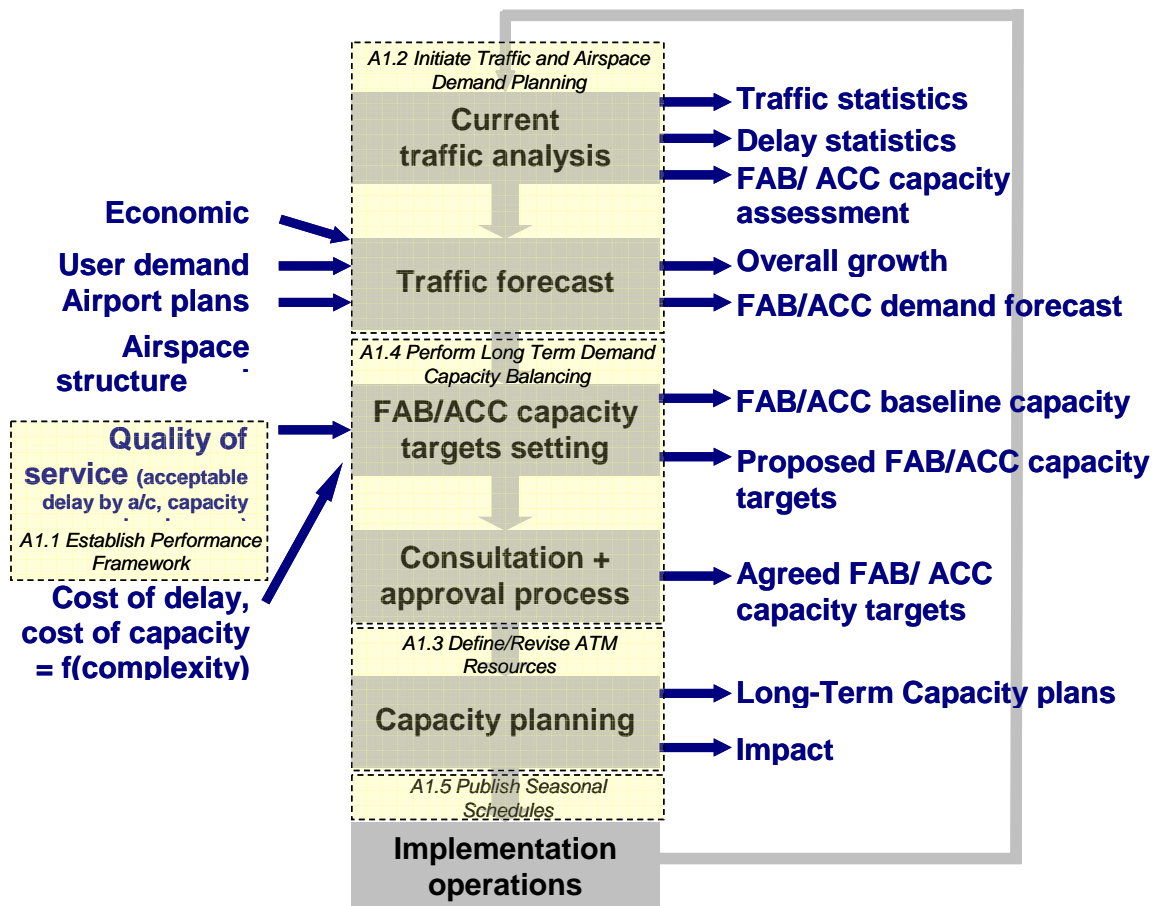 A1.2 Initiate Traffic and Airspace
Demand Planning
Current
traffic analysis
Traffic statistics
Delay statistics
FAB/ ACC capacity
assessment
Economic
User demand
Airport plans
Traffic forecast
Overall growth
FAB/ACC demand forecast
Airspace
structure
A1.4 Perform Long Term Demand
Capacity Balancing
FAB/ACC capacity
targets setting
FAB/ACC baseline capacity
Proposed FAB/ACC capacity
targets
Quality of
service (acceptable
delay by a/c, capacity
A1.1 Establish Performance
Framework
Cost of delay,
cost of capacity
= f(complexity)
Consultation +
approval process
Agreed FAB/ ACC
capacity targets
A1.3 Define/Revise ATM
Resources
Capacity planning
Long-Term Capacity plans
Impact
A1.5 Publish Seasonal
Schedules
Implementation
operations